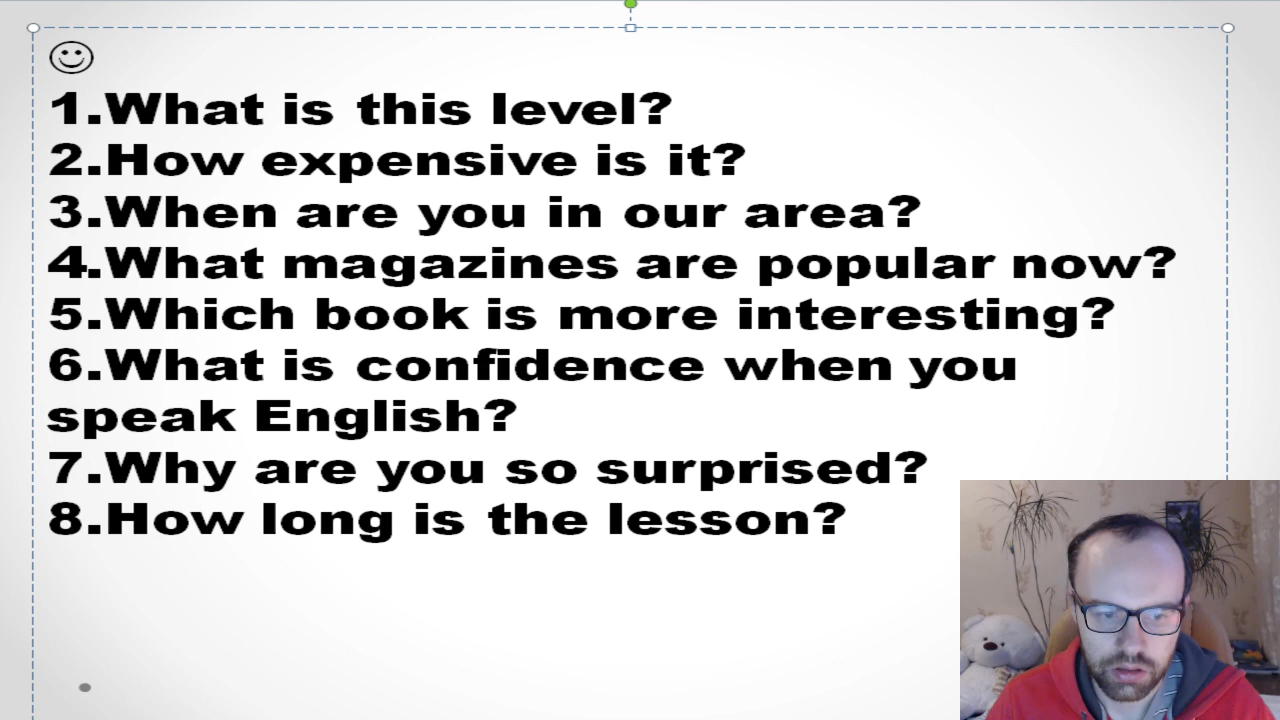 ☺
1.What is this level?
2.How expensive is it?
3.When are you in our area?
4.What magazines are popular now?
5.Which book is more interesting?
6.What is confidence when you
speak English?
7.Why are you so surprised?
8.How long is the lesson?